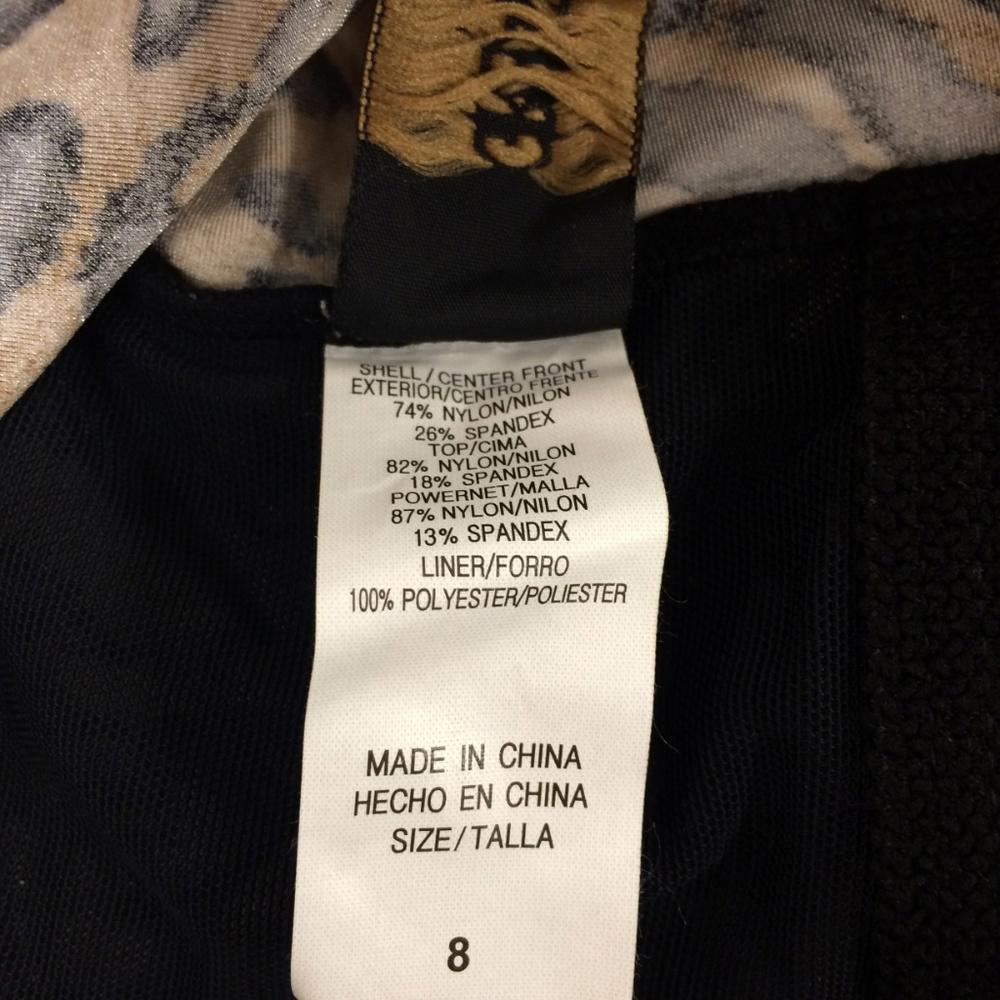 SHELL/CENTER FRONT
EXTERIOR/CENTRO FRENTE
74% NYLON/NILON
26% SPANDEX
TOP/CIMA
82% NYLON/NILON
18% SPANDEX
POWERNET/MALLA
87% NYLON/NILON
13% SPANDEX
LINER/FORRO
100% POLYESTER/POLIESTER
MADE IN CHINA
HECHO EN CHINA
SIZE/TALLA
8